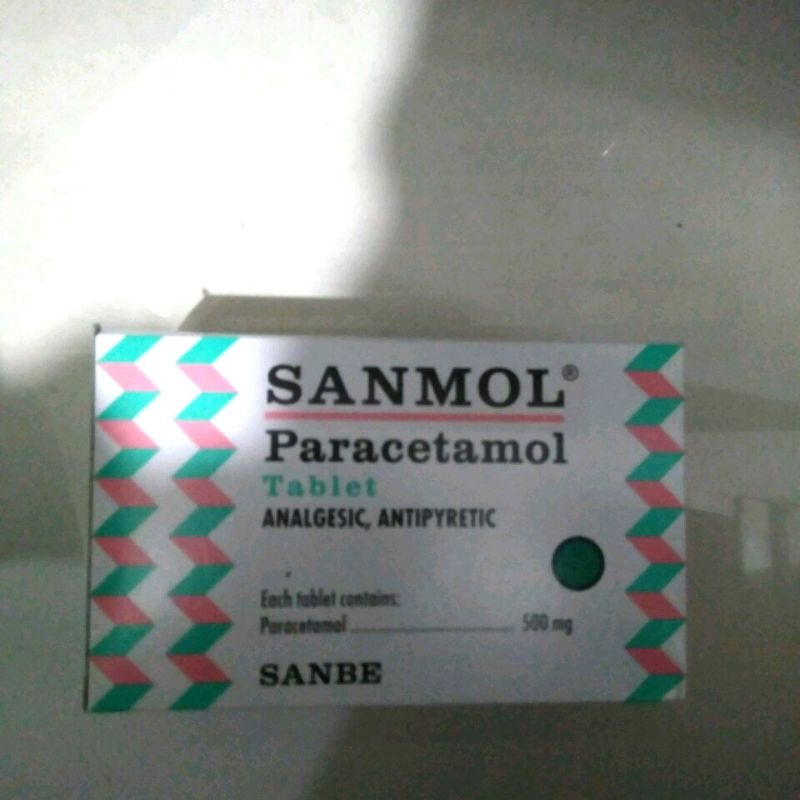 SANMOL®
Paracetamol
Tablet
ANALGESIC, ANTIPYRETIC
Each tablet contains:
Paracetamol ........................................ 500 mg
SANBE